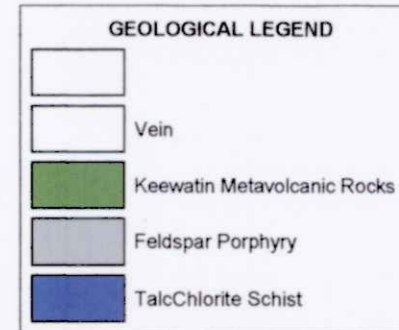 GEOLOGICAL LEGEND
Vein
Keewatin Metavolcanic Rocks
Feldspar Porphyry
TalcChlorite Schist